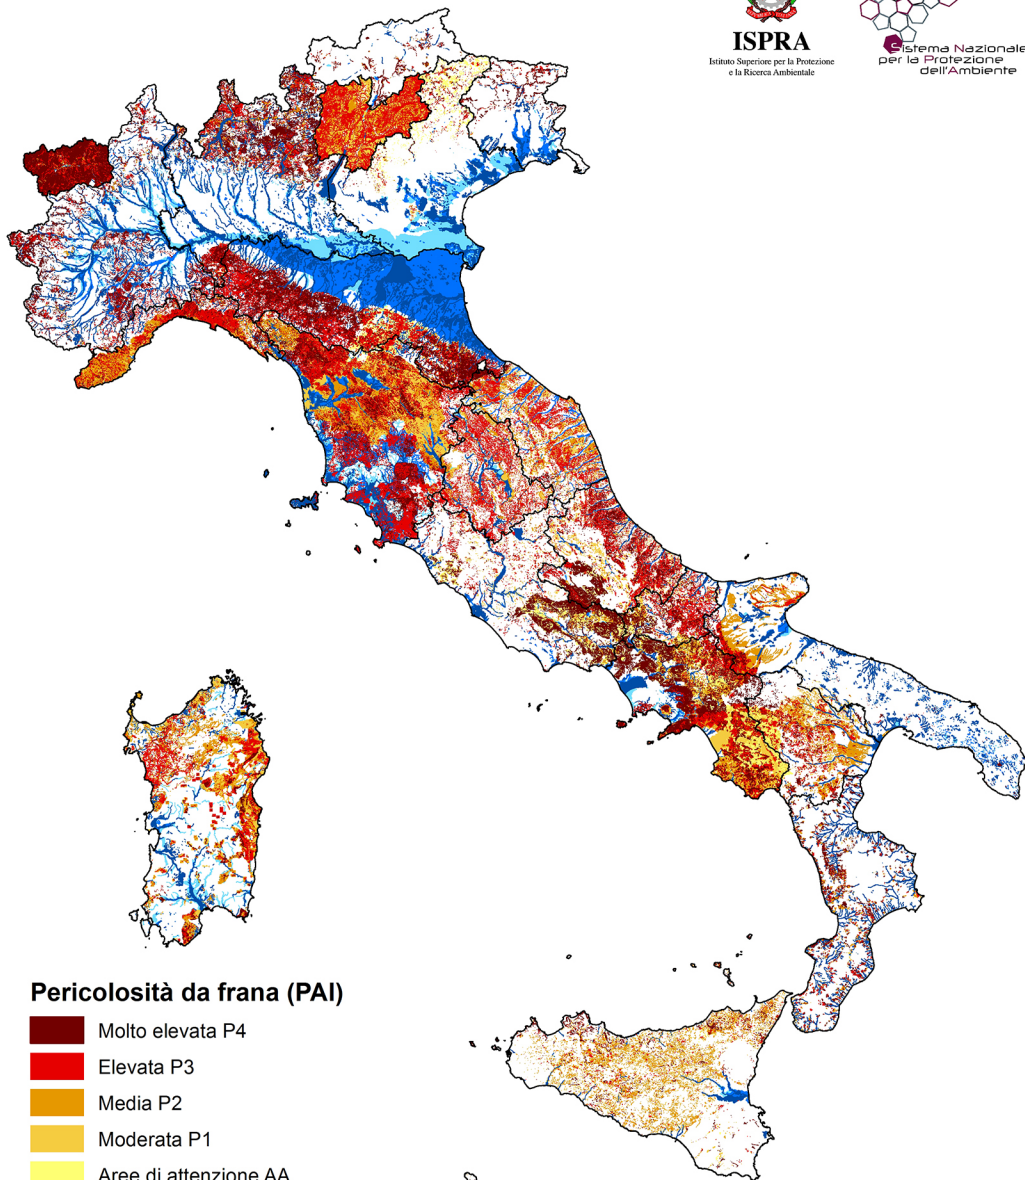 ISPRA
Istituto Superiore per la Protezione
e la Ricerca Ambientale
Sistema Nazionale
per la Protezione
dell'Ambiente
Pericolosità da frana (PAI)
Molto elevata P4
Elevata P3
Media P2
Moderata P1
Aree di attenzione AA